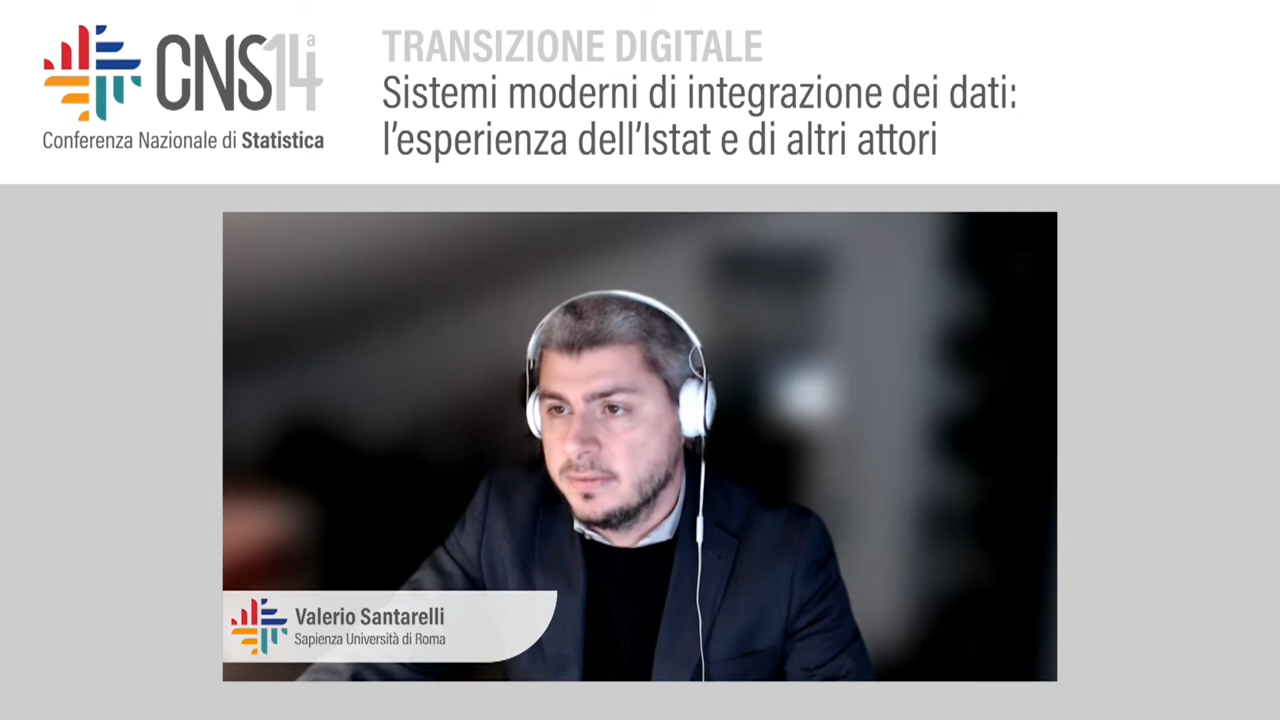 CNS14ª
Conferenza Nazionale di Statistica
TRANSIZIONE DIGITALE
Sistemi moderni di integrazione dei dati:
l'esperienza dell'Istat e di altri attori
Valerio Santarelli
Sapienza Università di Roma